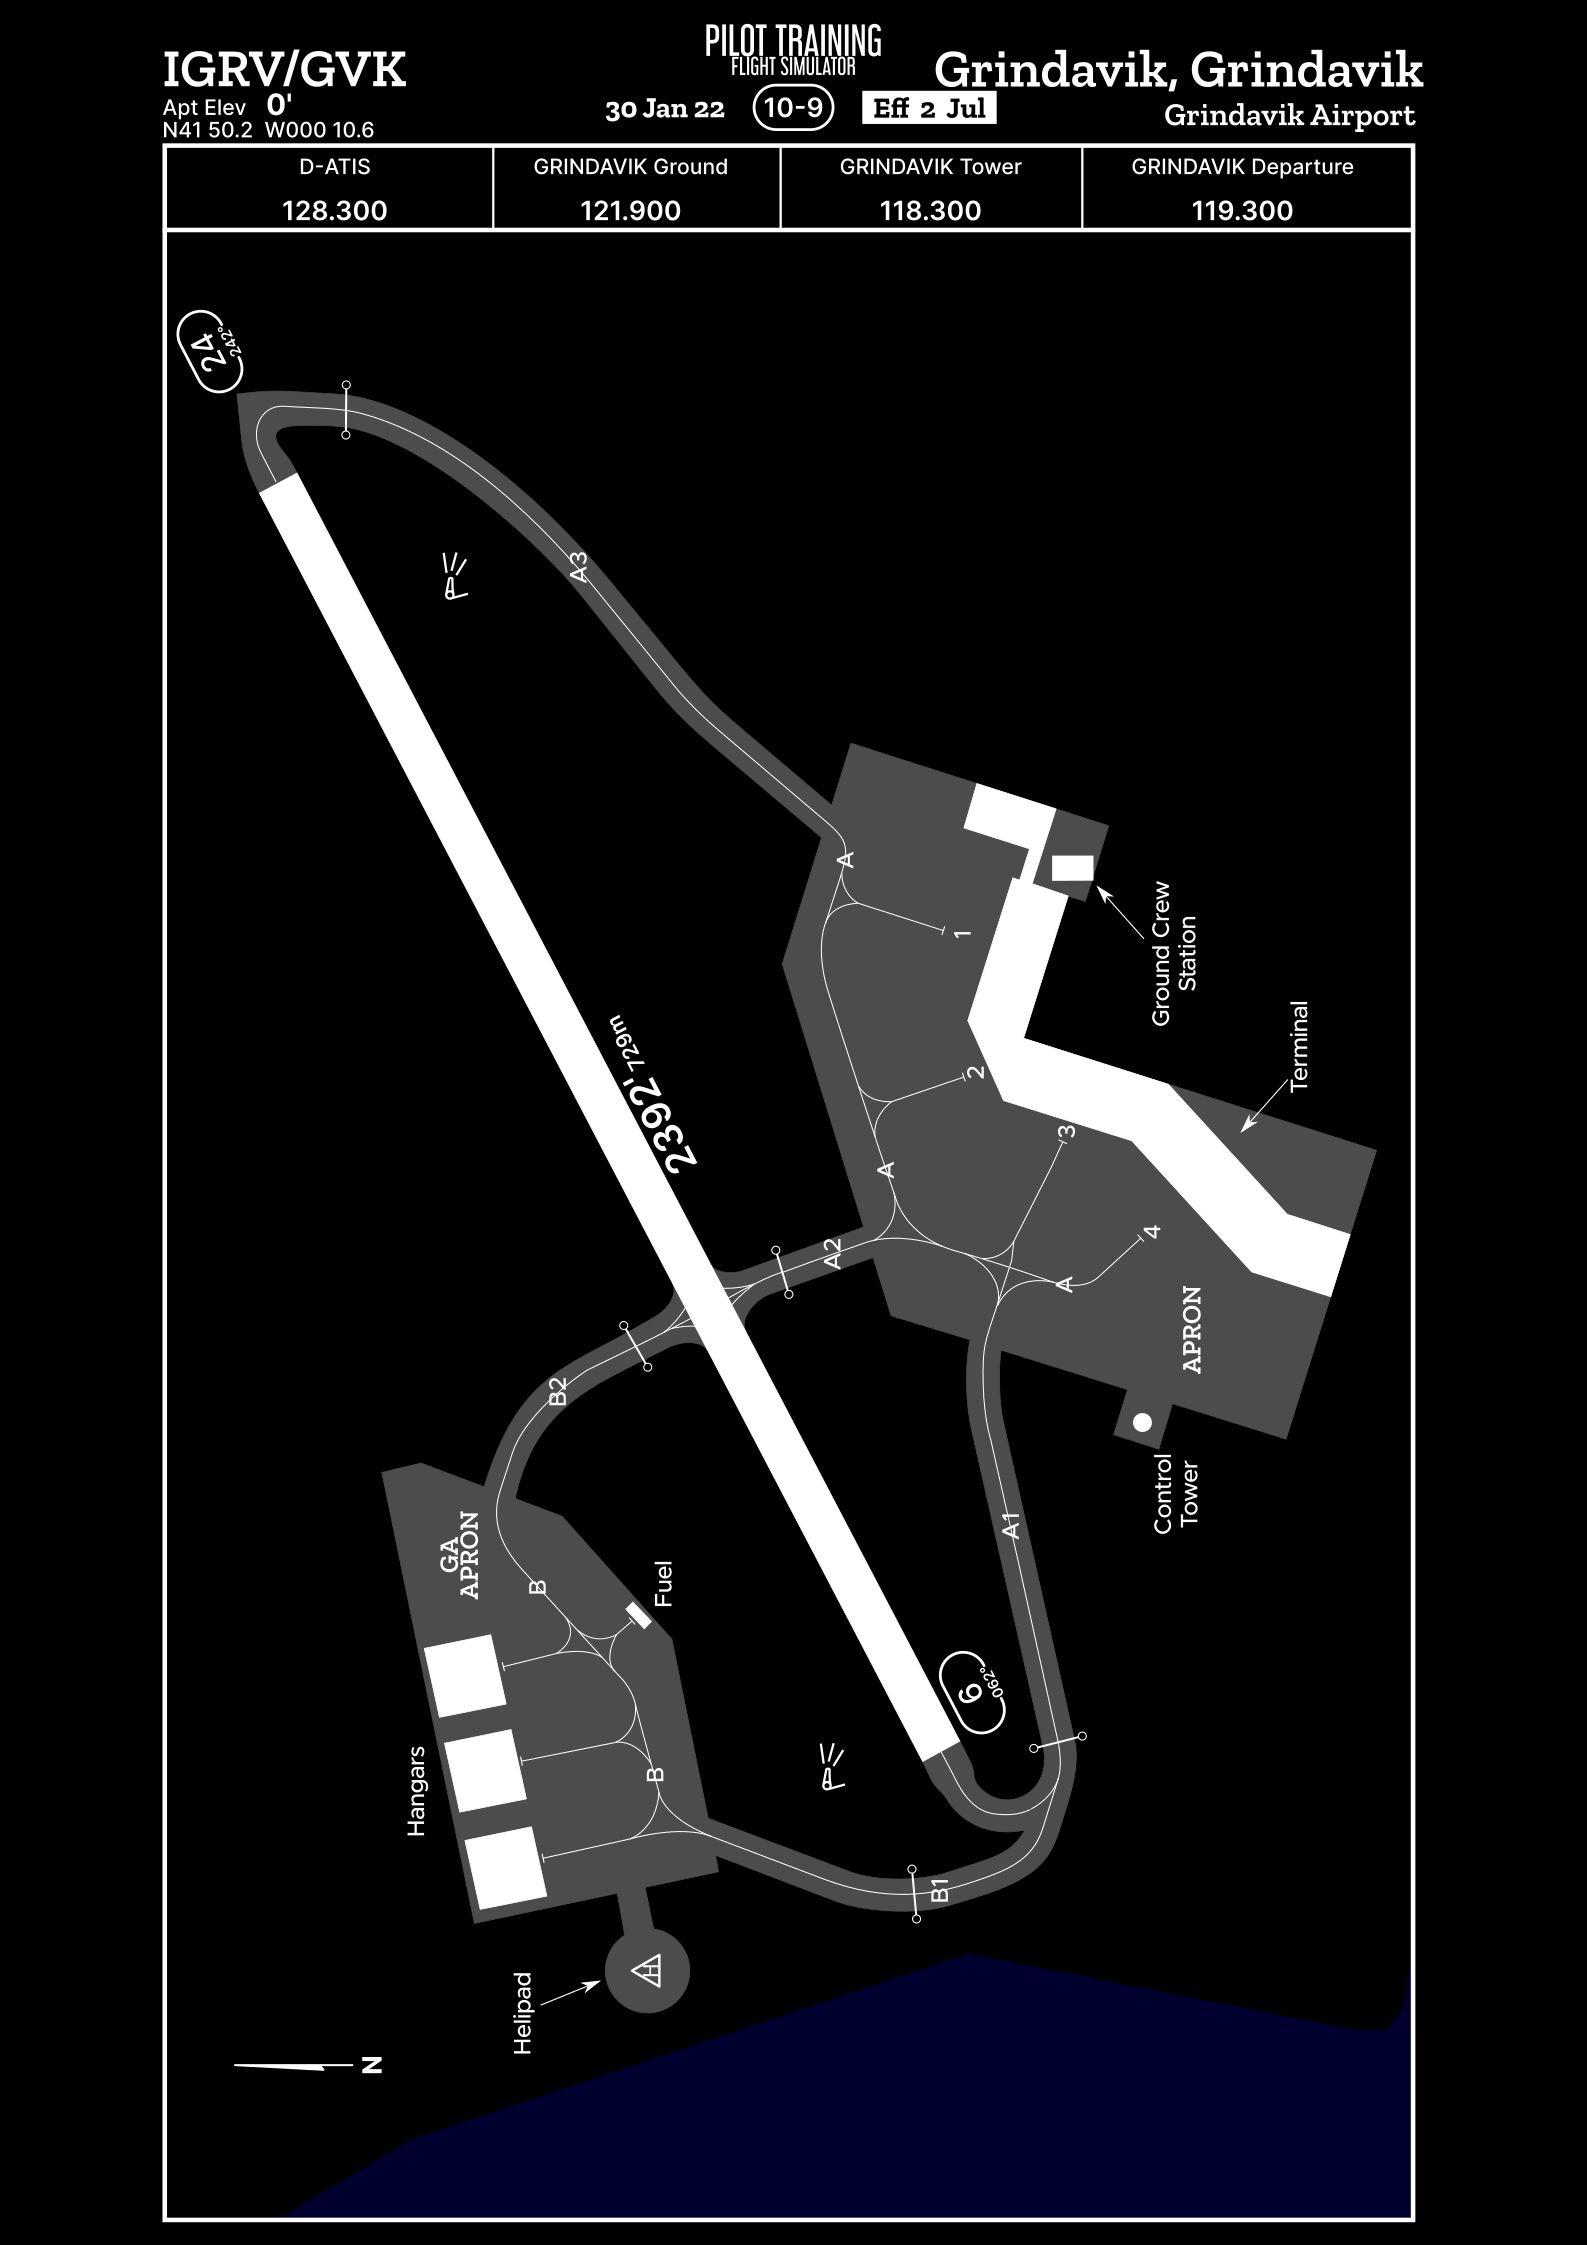 PILOT TRAINING
FLIGHT SIMULATOR
IGRV/GVK
Grindavik, Grindavik
Apt Elev 0'
30 Jan 22
10-9
Eff 2 Jul
Grindavik Airport
N41 50.2 W000 10.6
D-ATIS
128.300
GRINDAVIK Ground
121.900
GRINDAVIK Tower
118.300
GRINDAVIK Departure
119.300
24
242°
A3
A
1
Ground Crew
Station
2392' 729m
2
Terminal
3
A
A2
4
A
B2
APRON
GA
APRON
Control
Tower
A1
B
Fuel
6
062°
Hangars
B
B1
H
Helipad
N